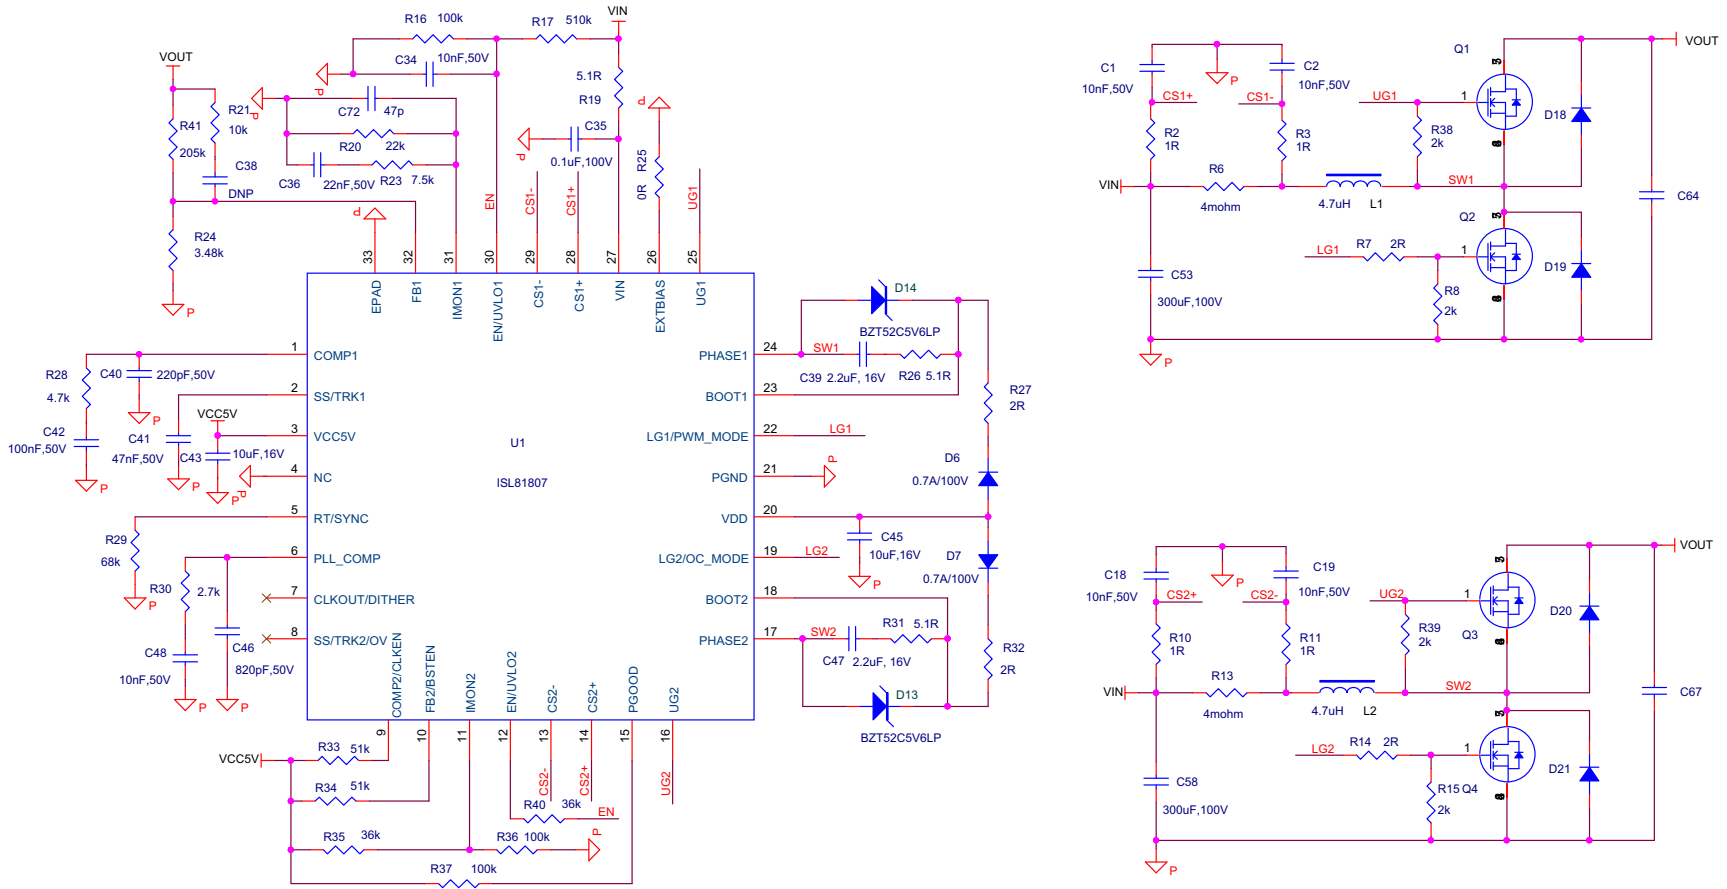 R16 100k
R17 510k
VIN
C34
10nF,50V
VOUT
5.1R
R19
P
P
P
R21
10k
R41
205k
C72 47p
R20
22k
C36
22nF,50V
R23
7.5k
C38
DNP
C35
0.1uF,100V
P
R25
0R
R24
3.48k
P
P
EN
CS1-
CS1+
UG1
33
32
31
30
29
28
27
26
25
EPAD
FB1
IMON1
EN/UVLO1
CS1-
CS1+
VIN
EXTBIAS
UG1
U1
ISL81807
1
COMP1
2
SS/TRK1
3
VCC5V
4
NC
5
RT/SYNC
6
PLL_COMP
7
CLKOUT/DITHER
8
SS/TRK2/OV
R28
4.7k
C40
220pF,50V
P
C42
100nF,50V
P
C41
47nF,50V
P
VCC5V
C43
10uF,16V
P
P
R29
68k
P
R30
2.7k
C48
10nF,50V
P
C46
820pF,50V
P
24
PHASE1
23
BOOT1
22
LG1/PWM_MODE
21
PGND
20
VDD
19
LG2/OC_MODE
18
BOOT2
17
PHASE2
D14
BZT52C5V6LP
SW1
C39 2.2uF, 16V
R26 5.1R
R27
2R
LG1
P
D6
0.7A/100V
C45
10uF,16V
P
D7
0.7A/100V
LG2
SW2
R31 5.1R
C47
2.2uF, 16V
R32
2R
D13
BZT52C5V6LP
COMP2/CLKEN
FB2/BSTEN
IMON2
EN/UVLO2
CS2-
CS2+
PGOOD
UG2
9
10
11
12
13
14
15
16
VCC5V
R33 51k
R34 51k
R35 36k
R36 100k
R37 100k
R40 36k
EN
P
CS2-
CS2+
UG2
C1
10nF,50V
P
C2
10nF,50V
CS1+
CS1-
R2
1R
R3
1R
VIN
R6
4mohm
4.7uH L1
UG1
R38
2k
SW1
Q1
1
D18
VOUT
C64
C53
300uF,100V
P
LG1
R7 2R
R8
2k
Q2
1
D19
C18
10nF,50V
P
C19
10nF,50V
CS2+
CS2-
R10
1R
R11
1R
VIN
R13
4mohm
4.7uH L2
UG2
R39
2k
SW2
1
Q3
D20
VOUT
C67
C58
300uF,100V
P
LG2
R14 2R
R15
2k
Q4
1
D21